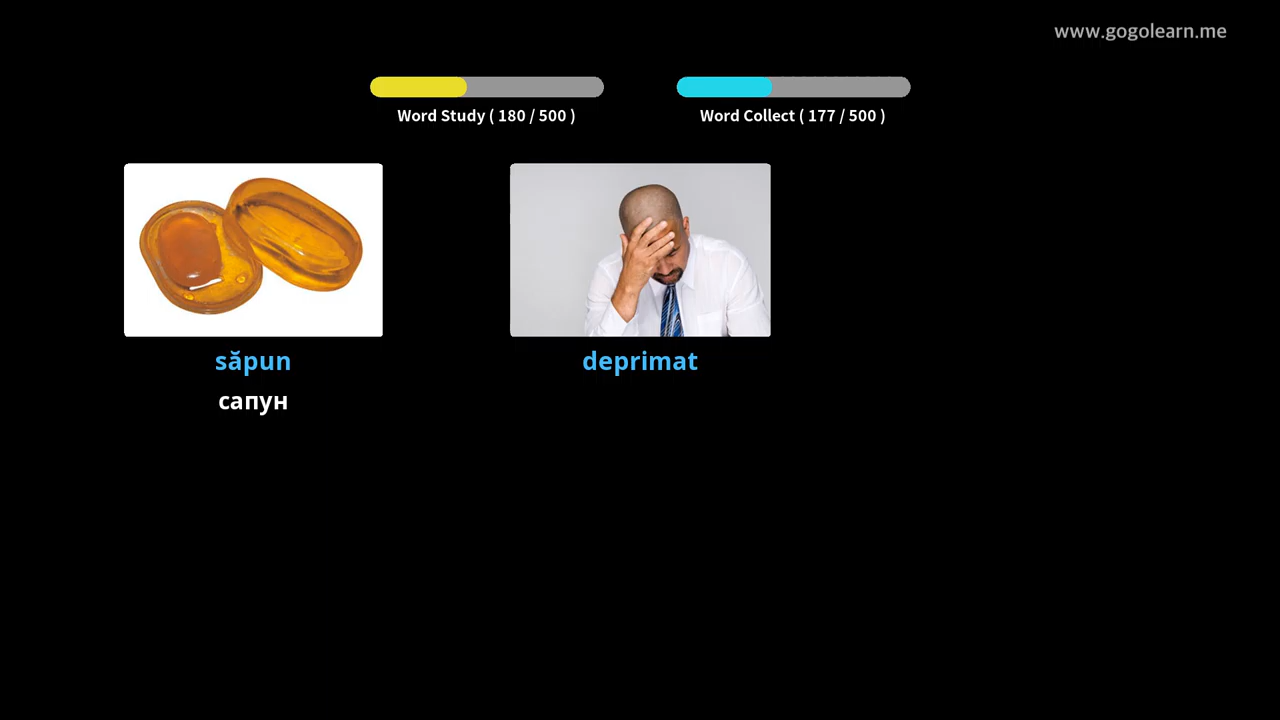 www.gogolearn.me
Word Study ( 180 / 500 )
Word Collect ( 177 / 500 )
săpun
deprimat
сапун